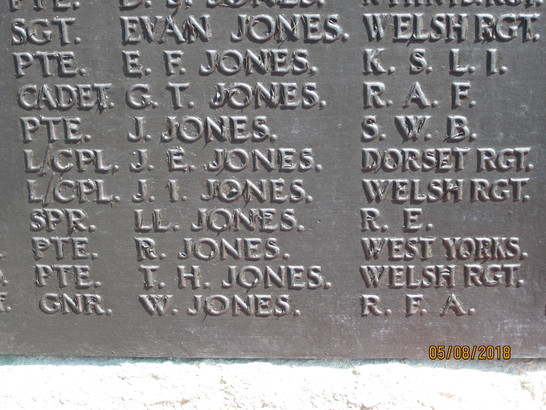 SGT. EVAN JONES. WELSH RGT.
PTE. E. F. JONES. K. S. L. I.
CADET. G. T. JONES. R. A. F.
PTE. J. JONES. S. W. B.
L/CPL. J. E. JONES. DORSET RGT.
L/CPL. J. I. JONES. WELSH RGT.
SPR. LL. JONES. R. E.
PTE. R. JONES. WEST YORKS.
PTE. T. H. JONES. WELSH RGT.
GNR. W. JONES. R. F. A.
05/08/2018